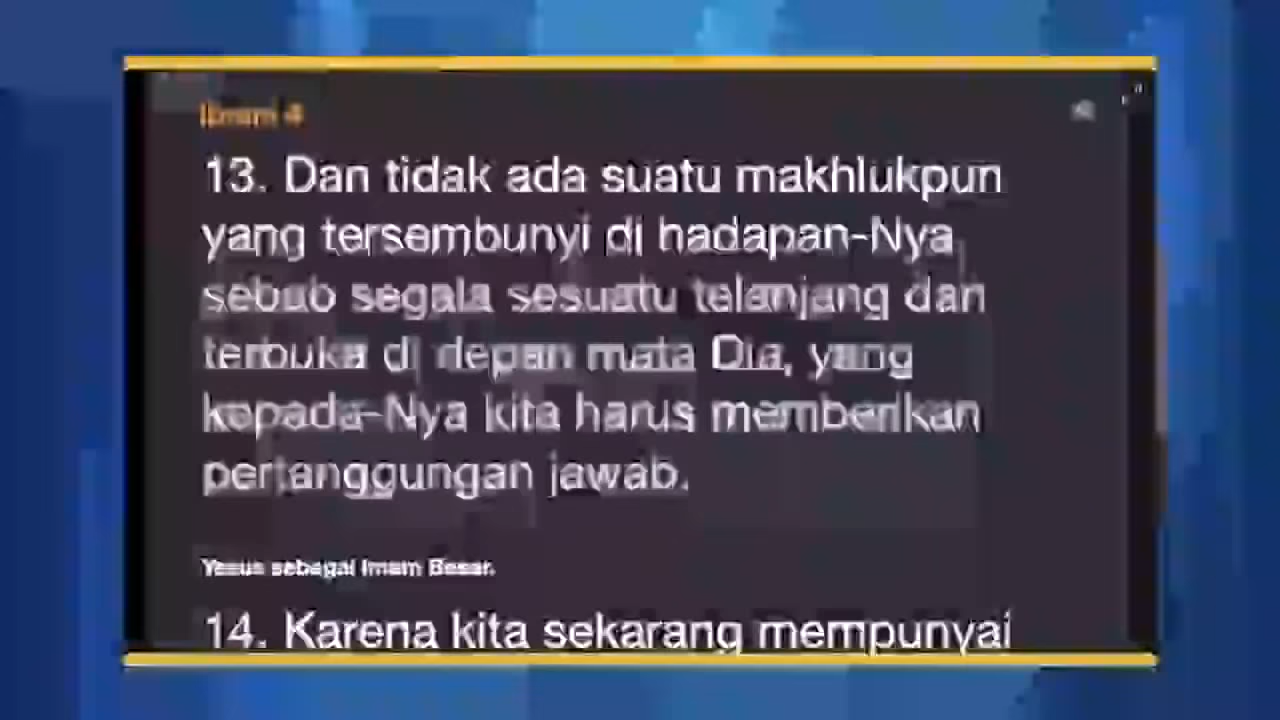 4
13. Dan tidak ada suatu makhlukpun
yang tersembunyi di hadapan-Nya
sebab segala sesuatu telanjang dan
terbuka di depan mata Dia, yang
kepada-Nya kita harus memberikan
pertanggungan jawab.
Yesus sebagai Imam Besar.
14. Karena kita sekarang mempunyai